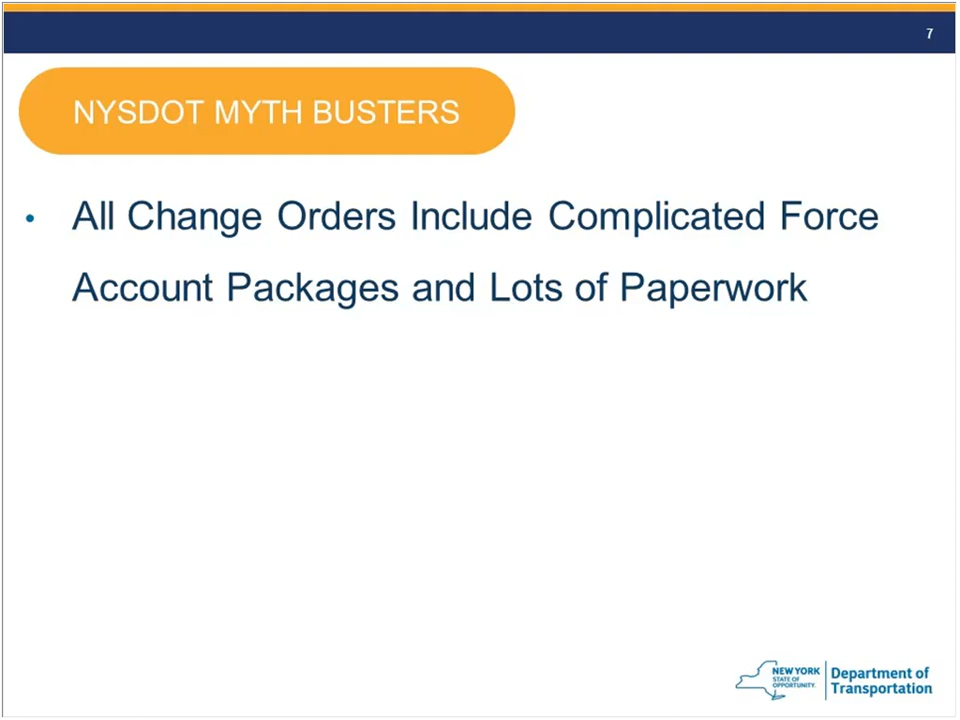 7
NYSDOT MYTH BUSTERS
• All Change Orders Include Complicated Force
Account Packages and Lots of Paperwork
NEW YORK
STATE OF
OPPORTUNITY.
Department of
Transportation